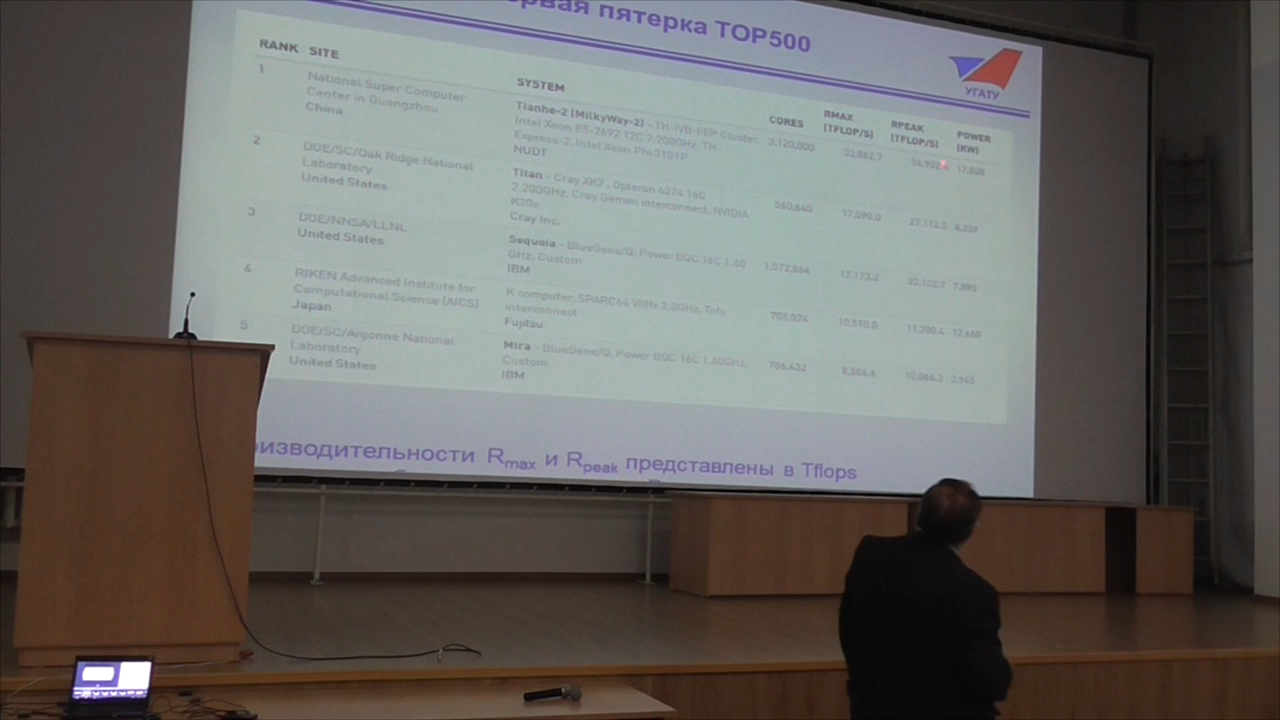 пятерка TOP500
УГАТУ
RANK SITE SYSTEM CORES RMAX (TFLOP/S) RPEAK (TFLOP/S) POWER (KW)
1 National Super Computer Center in Guangzhou China
Tianhe-2 (MilkyWay-2) - TH-IVB-FEP Cluster, Intel Xeon E5-2692 12C 2.200GHz, TH Express-2, Intel Xeon Phi 31S1P NUDT
3,120,000 33,862.7 54,902.4 17,808
2 DOE/SC/Oak Ridge National Laboratory United States
Titan - Cray XK7, Opteron 6274 16C 2.200GHz, Cray Gemini interconnect, NVIDIA K20x Cray Inc.
560,640 17,590.0 27,112.5 8,209
3 DOE/NNSA/LLNL United States
Sequoia - BlueGene/Q, Power BQC 16C 1.60 GHz, Custom IBM
1,572,864 17,173.2 20,132.7 7,890
4 RIKEN Advanced Institute for Computational Science (AICS) Japan
K computer, SPARC64 VIIIfx 2.0GHz, Tofu interconnect Fujitsu
705,024 10,510.0 11,280.4 12,660
5 DOE/SC/Argonne National Laboratory United States
Mira - BlueGene/Q, Power BQC 16C 1.60GHz, Custom IBM
786,432 8,586.6 10,066.3 3,945
оизводительности Rmax и Rpeak представлены в Tflops